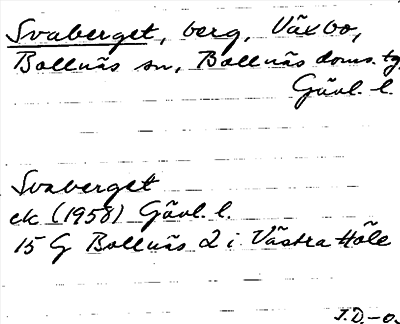 Svaberget, berg, Växbo,
Bollnäs sn, Bollnäs doms. tg
Gävl. l.
Svaberget
ek (1958) Gävl. l.
15 G Bollnäs 2 i Västra Höle
J.D.-o.